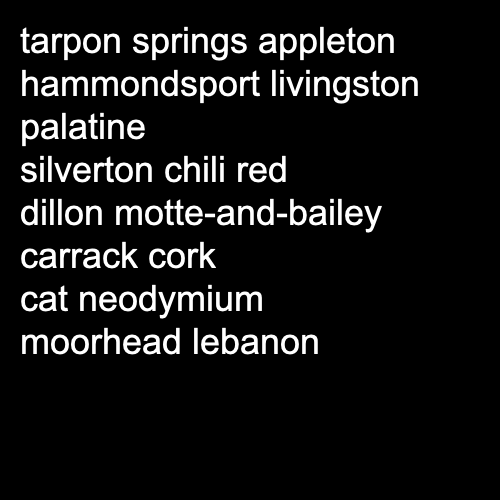 tarpon springs appleton
hammondsport livingston
palatine
silverton chili red
dillon motte-and-bailey
carrack cork
cat neodymium
moorhead lebanon